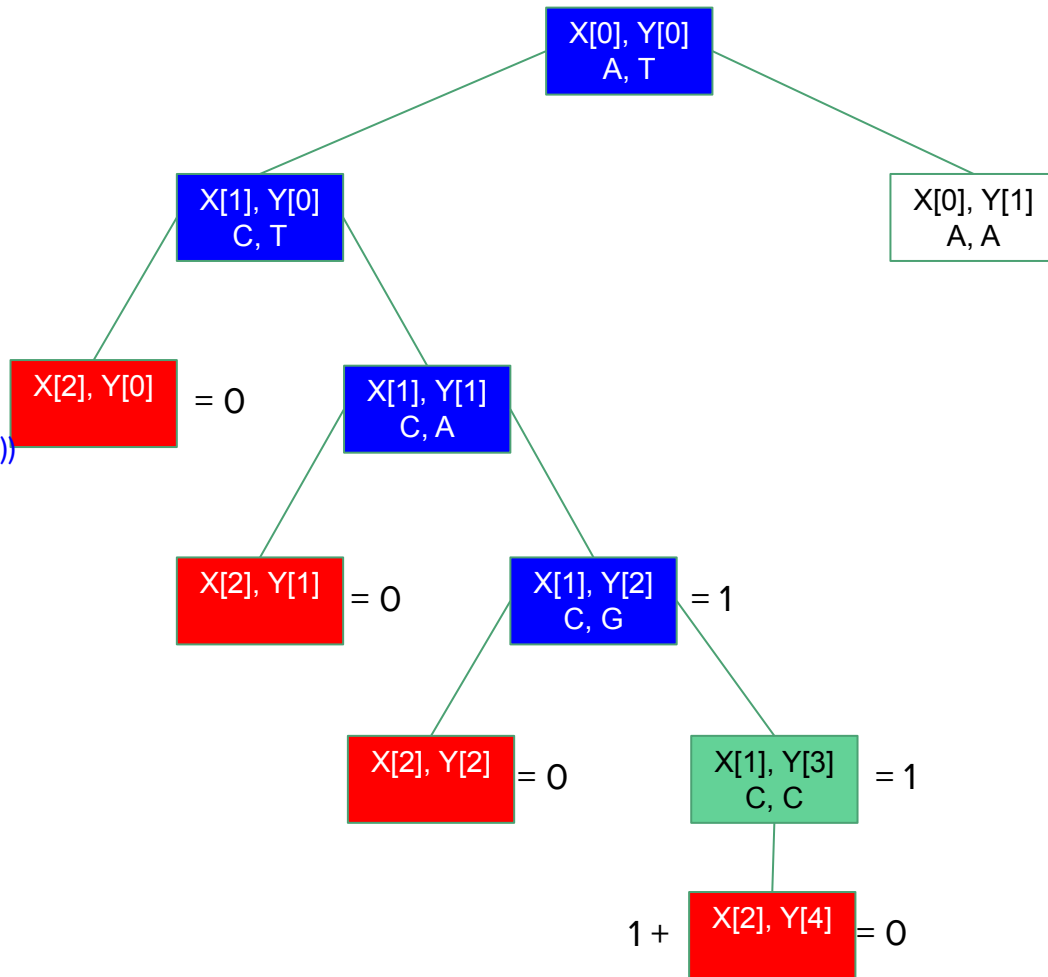 X[0], Y[0]
A, T
X[1], Y[0]
C, T
X[0], Y[1]
A, A
X[2], Y[0]
= 0
))
X[1], Y[1]
C, A
X[2], Y[1]
= 0
X[1], Y[2]
C, G
= 1
X[2], Y[2]
= 0
X[1], Y[3]
C, C
= 1
1 +
X[2], Y[4]
= 0